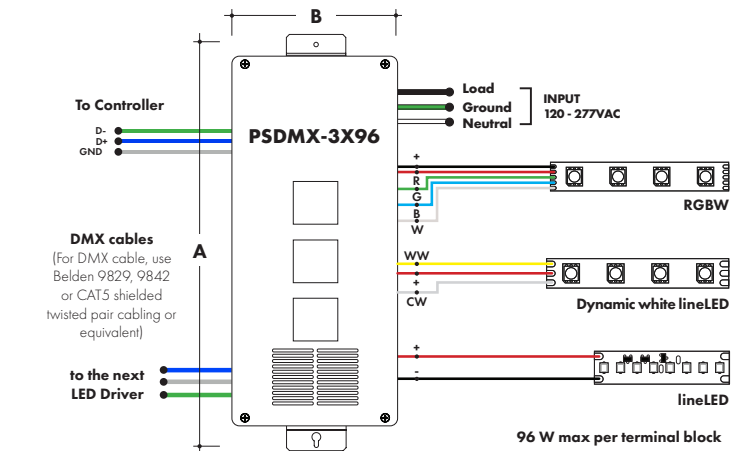 B
To Controller
D-
D+
GND
PSDMX-3X96
Load
Ground
Neutral
INPUT
120 - 277VAC
+
R
G
B
W
RGBW
DMX cables
(For DMX cable, use
Belden 9829, 9842
or CAT5 shielded
twisted pair cabling or
equivalent)
A
WW
+
CW
Dynamic white lineLED
to the next
LED Driver
+
-
lineLED
96 W max per terminal block